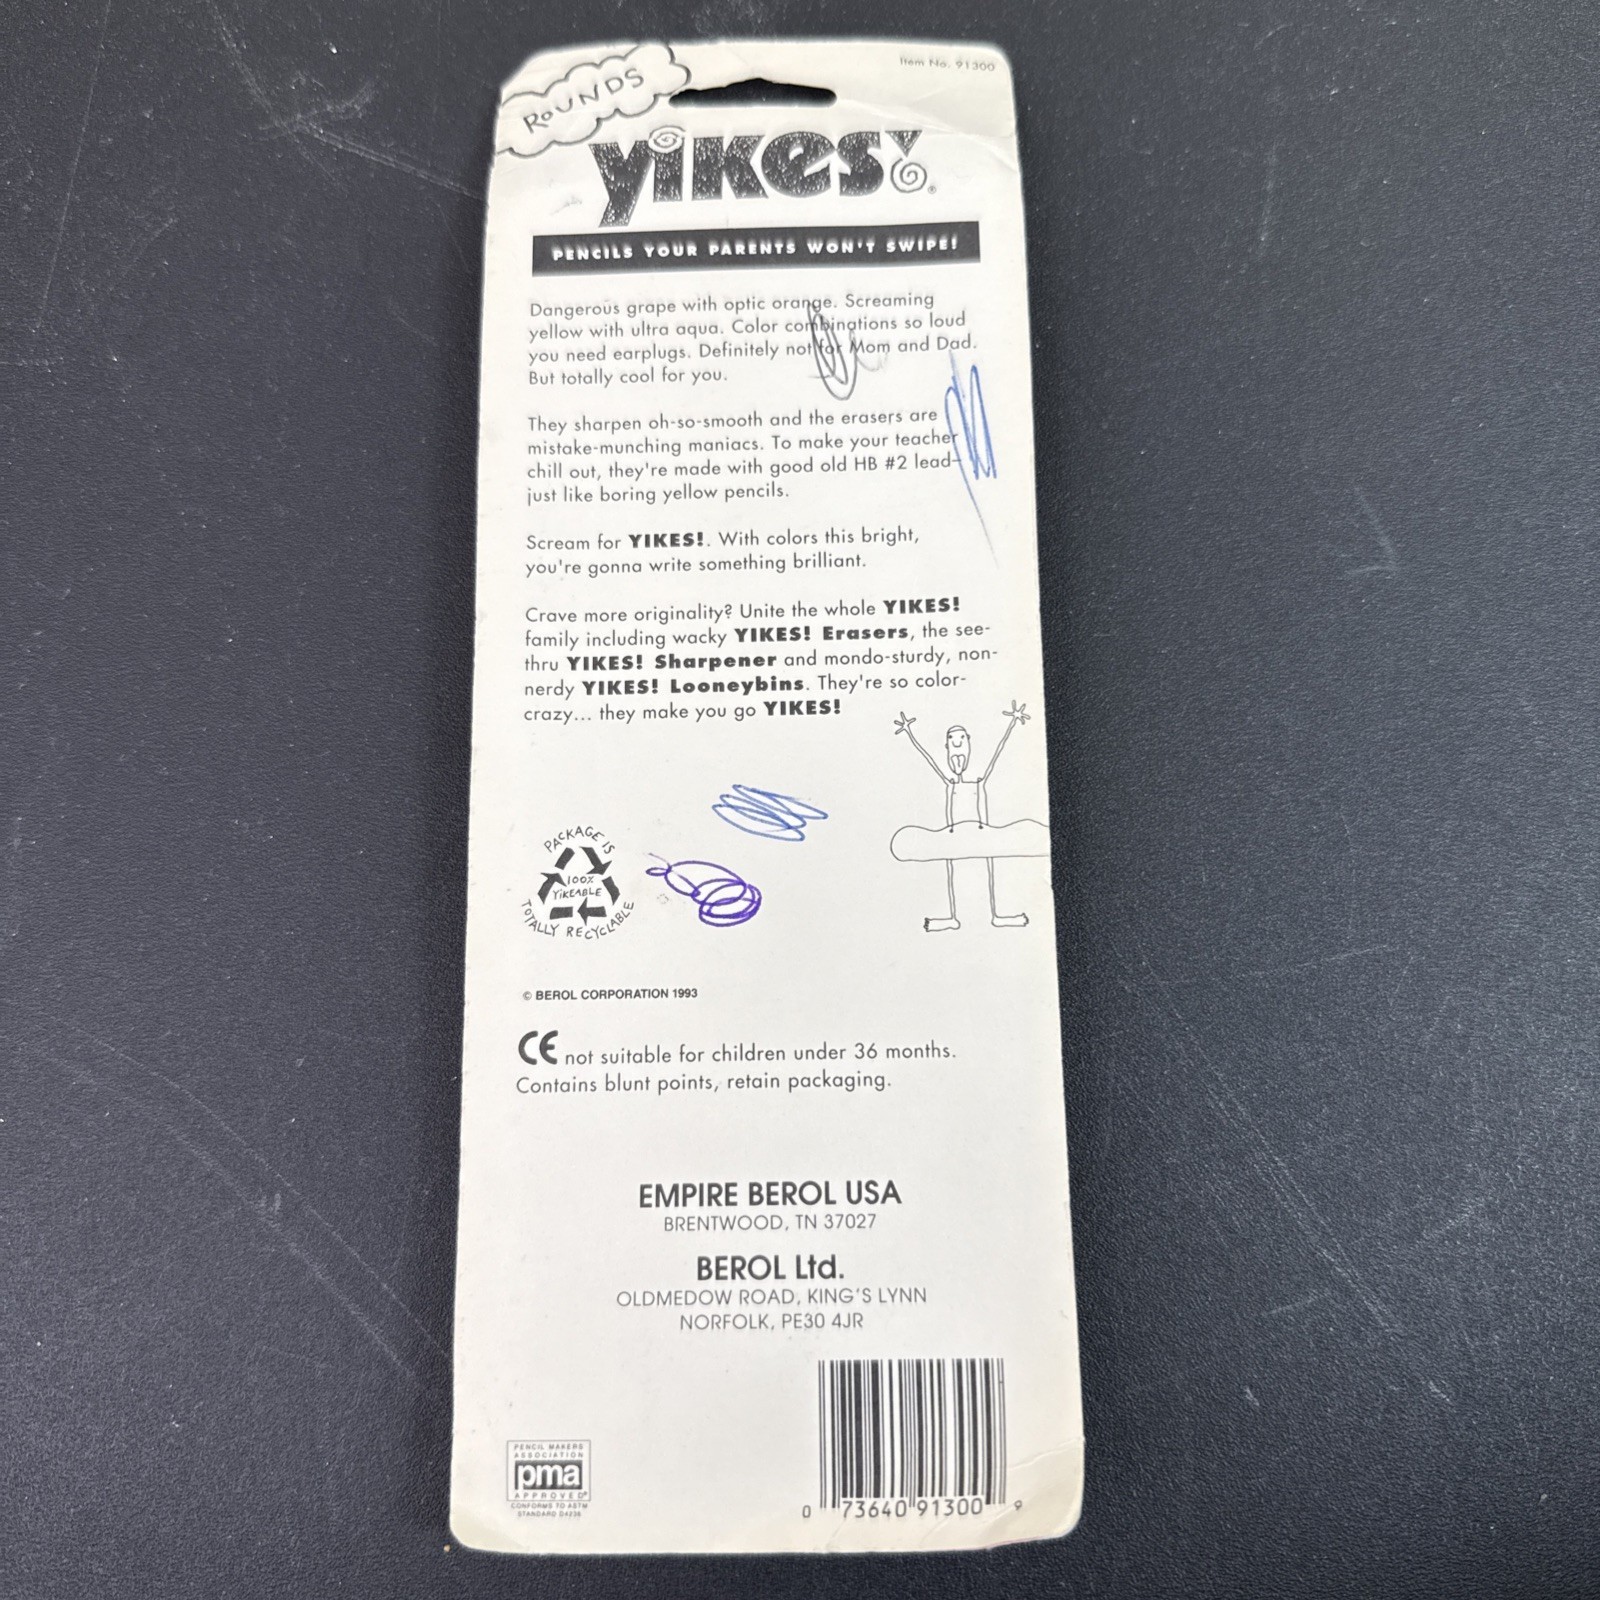 Item No. 91300
ROUNDS
YiKes!®
PENCILS YOUR PARENTS WON'T SWIPE!
Dangerous grape with optic orange. Screaming
yellow with ultra aqua. Color combinations so loud
you need earplugs. Definitely not for Mom and Dad.
But totally cool for you.
They sharpen oh-so-smooth and the erasers are
mistake-munching maniacs. To make your teacher
chill out, they're made with good old HB #2 lead–
just like boring yellow pencils.
Scream for YIKES!. With colors this bright,
you're gonna write something brilliant.
Crave more originality? Unite the whole YIKES!
family including wacky YIKES! Erasers, the see-
thru YIKES! Sharpener and mondo-sturdy, non-
nerdy YIKES! Looneybins. They're so color-
crazy... they make you go YIKES!
PACKAGE IS
100%
YiKEABLE
TOTALLY RECYCLABLE
© BEROL CORPORATION 1993
CE not suitable for children under 36 months.
Contains blunt points, retain packaging.
EMPIRE BEROL USA
BRENTWOOD, TN 37027
BEROL Ltd.
OLDMEDOW ROAD, KING'S LYNN
NORFOLK, PE30 4JR
PENCIL MAKERS
ASSOCIATION
pma
APPROVED®
CONFORMS TO ASTM
STANDARD D4236
0 73640 91300 9